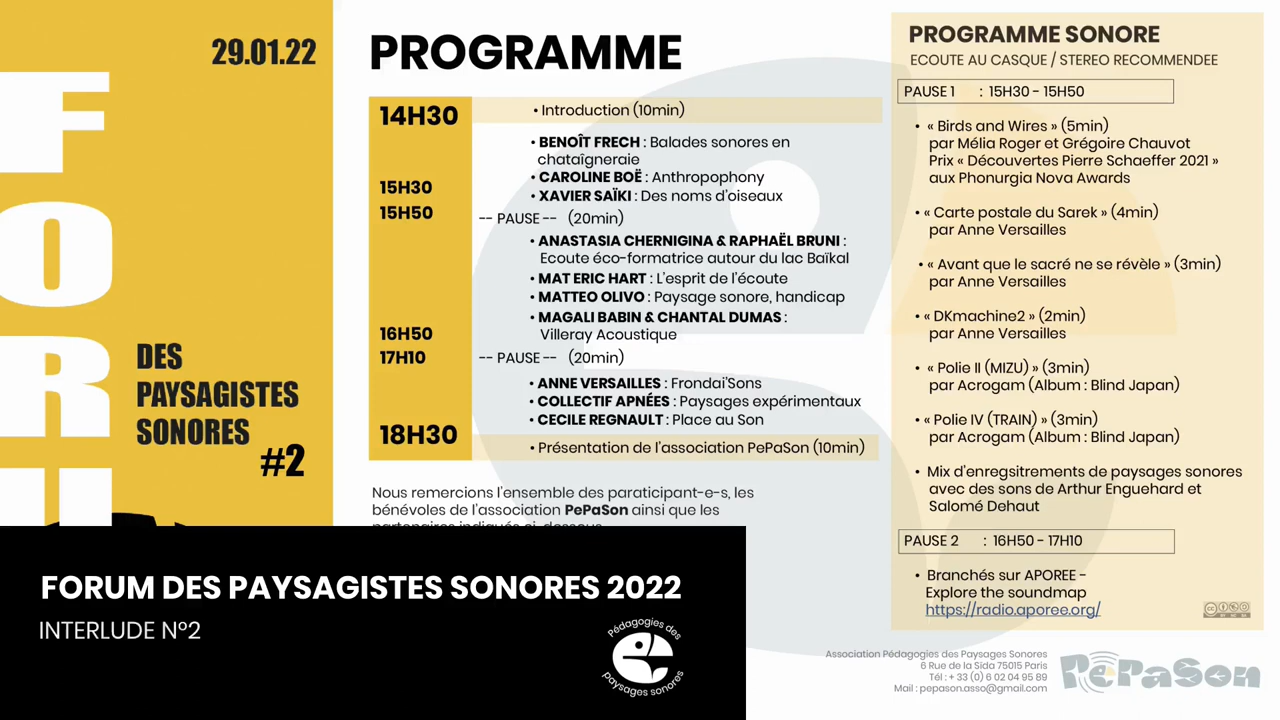 29.01.22
FORU
DES
PAYSAGISTES
SONORES
#2
PROGRAMME
14H30
• Introduction (10min)
• BENOÎT FRECH : Balades sonores en
chataîgneraie
• CAROLINE BOË : Anthropophony
15H30
• XAVIER SAÏKI : Des noms d'oiseaux
15H50
-- PAUSE -- (20min)
• ANASTASIA CHERNIGINA & RAPHAËL BRUNI :
Ecoute éco-formatrice autour du lac Baïkal
• MAT ERIC HART : L'esprit de l'écoute
• MATTEO OLIVO : Paysage sonore, handicap
• MAGALI BABIN & CHANTAL DUMAS :
Villeray Acoustique
16H50
17H10
-- PAUSE -- (20min)
• ANNE VERSAILLES : Frondai'Sons
• COLLECTIF APNÉES : Paysages expérimentaux
• CECILE REGNAULT : Place au Son
18H30
• Présentation de l'association PePaSon (10min)
Nous remercions l'ensemble des paraticipant-e-s, les
bénévoles de l'association PePaSon ainsi que les
partenaires indiqués ci-dessous
PROGRAMME SONORE
ECOUTE AU CASQUE / STEREO RECOMMENDEE
PAUSE 1 : 15H30 - 15H50
• « Birds and Wires » (5min)
par Mélia Roger et Grégoire Chauvot
Prix « Découvertes Pierre Schaeffer 2021 »
aux Phonurgia Nova Awards
• « Carte postale du Sarek » (4min)
par Anne Versailles
• « Avant que le sacré ne se révèle » (3min)
par Anne Versailles
• « DKmachine2 » (2min)
par Anne Versailles
• « Polie II (MIZU) » (3min)
par Acrogam (Album : Blind Japan)
• « Polie IV (TRAIN) » (3min)
par Acrogam (Album : Blind Japan)
• Mix d'enregsitrements de paysages sonores
avec des sons de Arthur Enguehard et
Salomé Dehaut
PAUSE 2 : 16H50 - 17H10
• Branchés sur APOREE -
Explore the soundmap
https://radio.aporee.org/
FORUM DES PAYSAGISTES SONORES 2022
INTERLUDE N°2
Pédagogies des
paysages sonores
Association Pédagogies des Paysages Sonores
6 Rue de la Sida 75015 Paris
Tél : + 33 (0) 6 02 04 95 89
Mail : pepason.asso@gmail.com
PePaSon